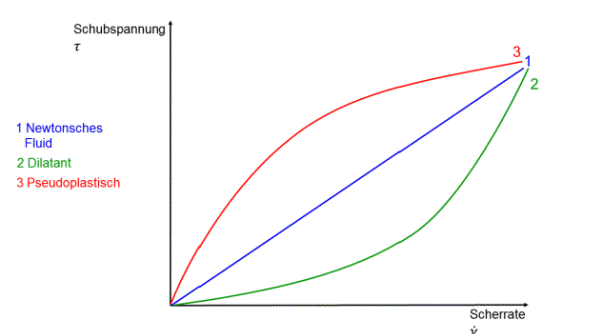 Schubspannung
τ
3
1
2
1 Newtonsches
Fluid
2 Dilatant
3 Pseudoplastisch
Scherrate
γ̇